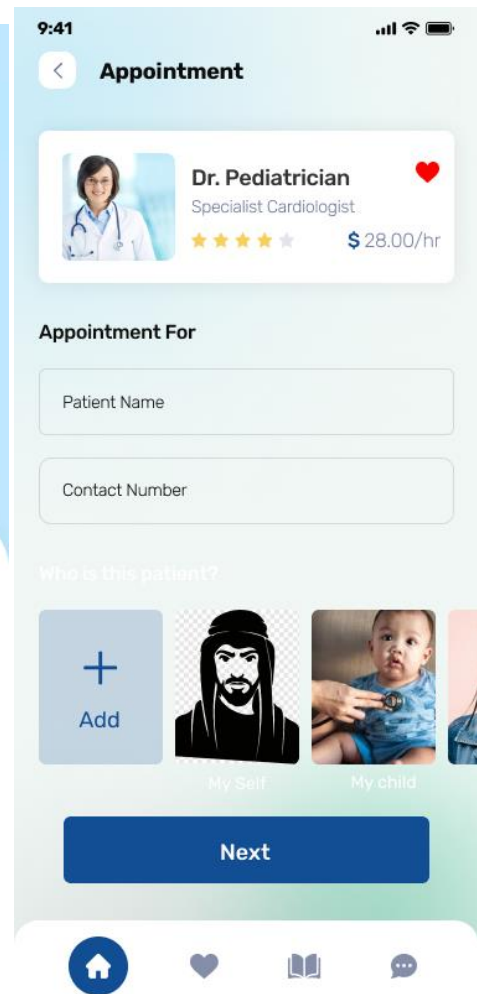 9:41
Appointment
Dr. Pediatrician
Specialist Cardiologist
$ 28.00/hr
Appointment For
Patient Name
Contact Number
Who is this patient?
Add
My Self
My child
Next